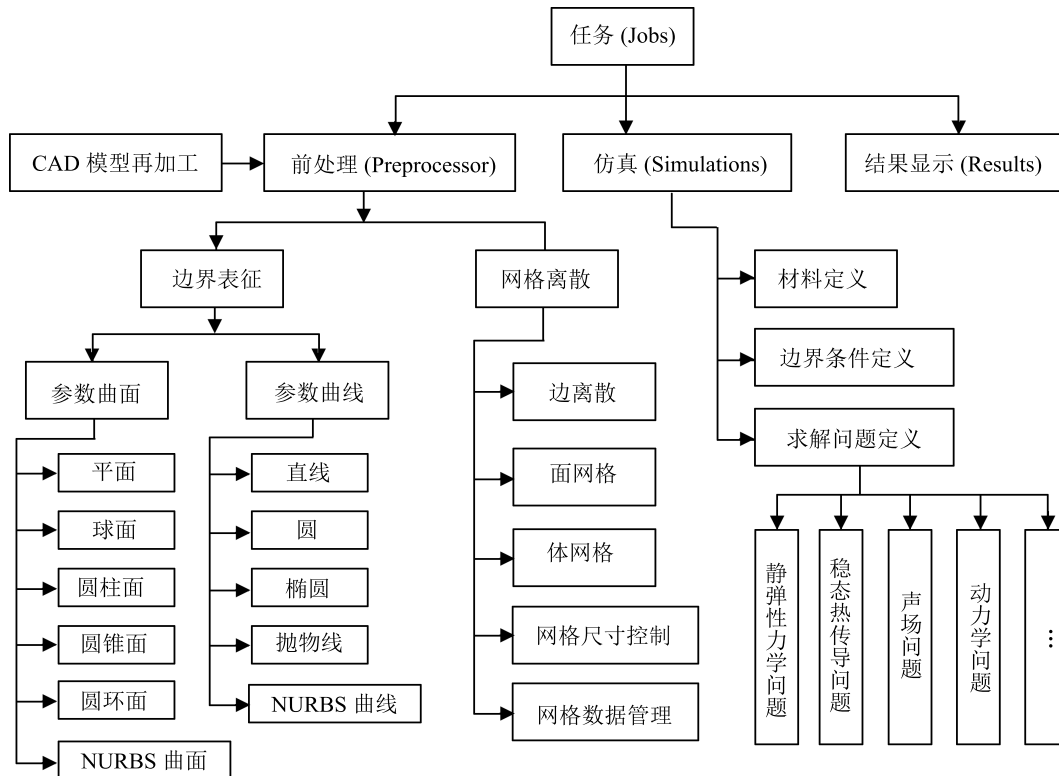 任务 (Jobs)
CAD 模型再加工
前处理 (Preprocessor)
仿真 (Simulations)
结果显示 (Results)
边界表征
网格离散
材料定义
边界条件定义
求解问题定义
参数曲面
参数曲线
边离散
面网格
体网格
网格尺寸控制
网格数据管理
平面
球面
圆柱面
圆锥面
圆环面
NURBS 曲面
直线
圆
椭圆
抛物线
NURBS 曲线
静弹性力学问题
稳态热传导问题
声场问题
动力学问题
…